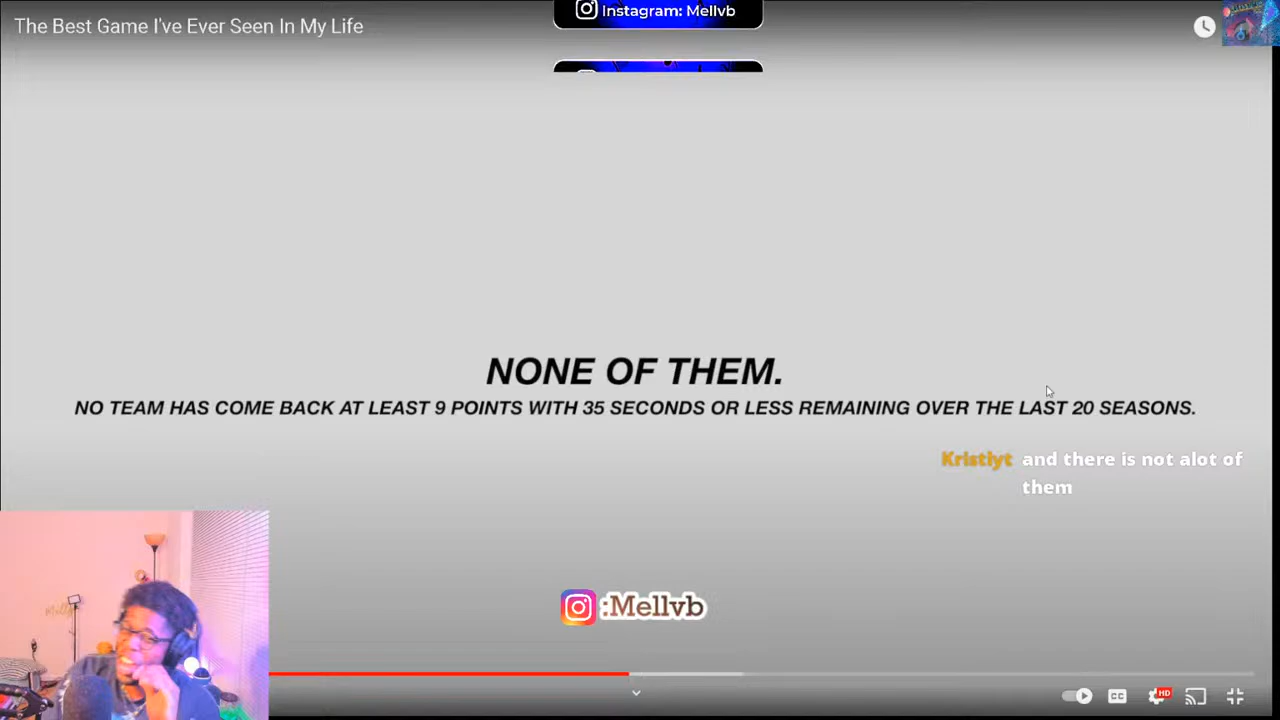 The Best Game I've Ever Seen In My Life
Instagram: Mellvb
NONE OF THEM.
NO TEAM HAS COME BACK AT LEAST 9 POINTS WITH 35 SECONDS OR LESS REMAINING OVER THE LAST 20 SEASONS.
Kristlyt and there is not alot of
them
:Mellvb
CC
HD